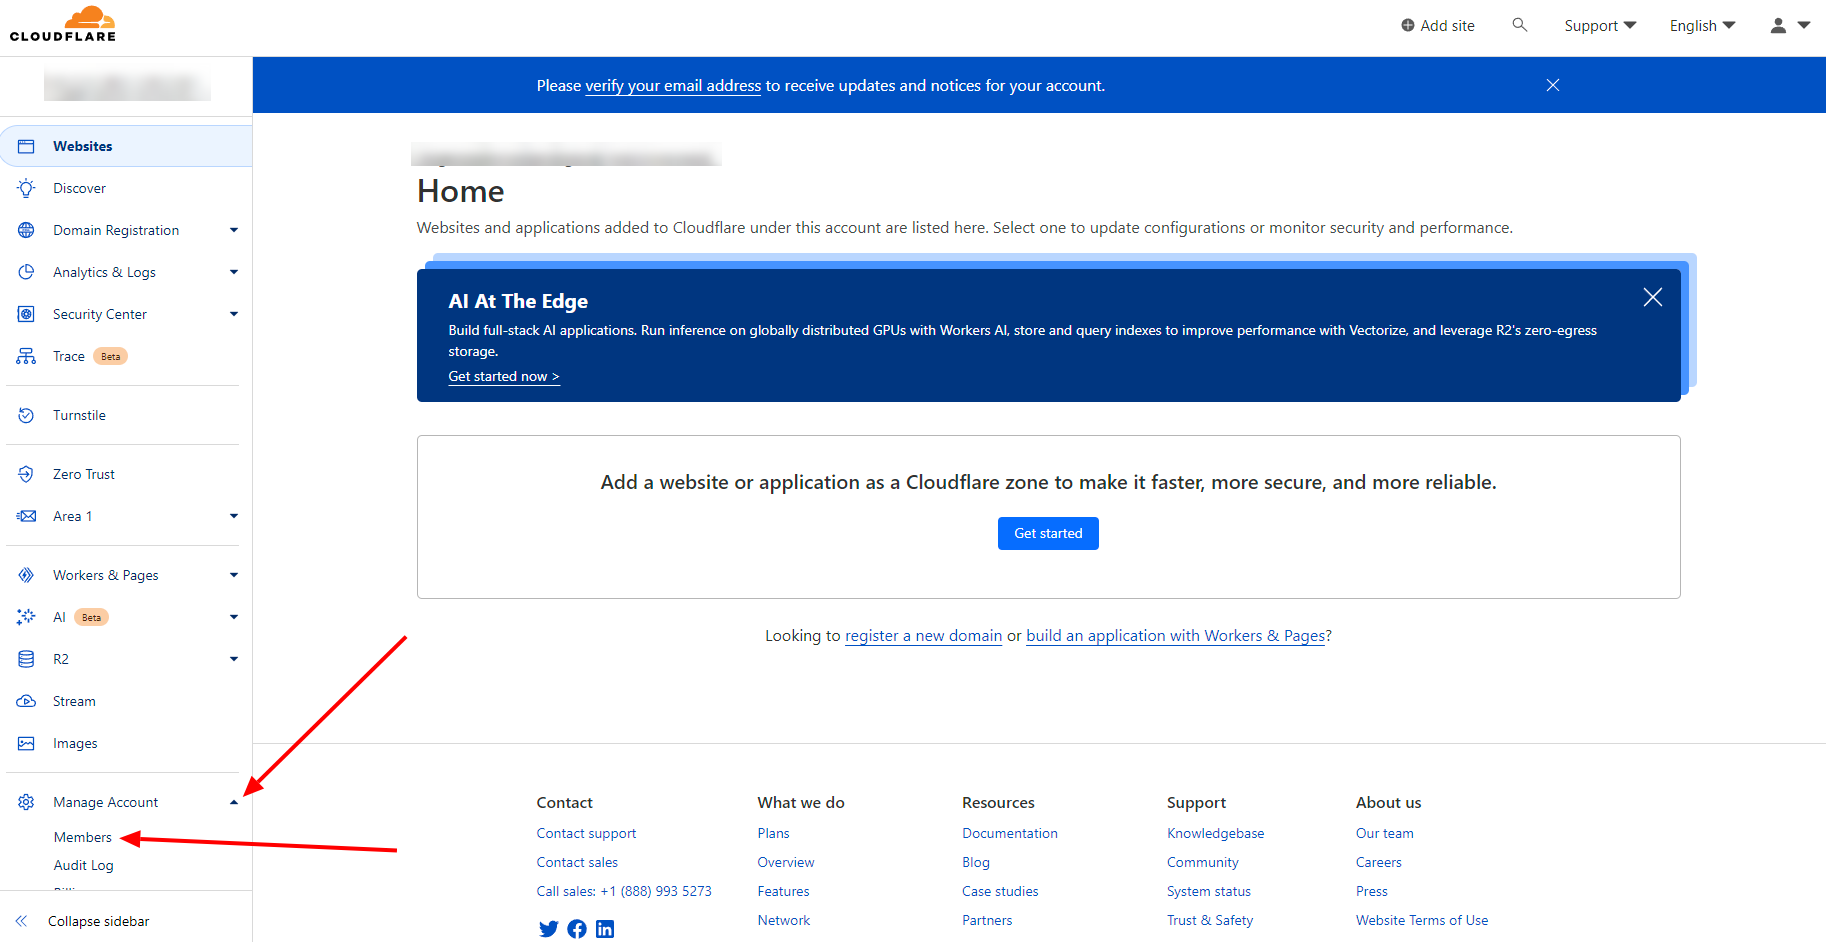 CLOUDFLARE
Add site
Support
English
Please verify your email address to receive updates and notices for your account.
Websites
Discover
Domain Registration
Analytics & Logs
Security Center
Trace Beta
Turnstile
Zero Trust
Area 1
Workers & Pages
AI Beta
R2
Stream
Images
Manage Account
Members
Audit Log
Collapse sidebar
Home
Websites and applications added to Cloudflare under this account are listed here. Select one to update configurations or monitor security and performance.
AI At The Edge
Build full-stack AI applications. Run inference on globally distributed GPUs with Workers AI, store and query indexes to improve performance with Vectorize, and leverage R2's zero-egress
storage.
Get started now >
Add a website or application as a Cloudflare zone to make it faster, more secure, and more reliable.
Get started
Looking to register a new domain or build an application with Workers & Pages?
Contact
Contact support
Contact sales
Call sales: +1 (888) 993 5273
What we do
Plans
Overview
Features
Network
Resources
Documentation
Blog
Case studies
Partners
Support
Knowledgebase
Community
System status
Trust & Safety
About us
Our team
Careers
Press
Website Terms of Use